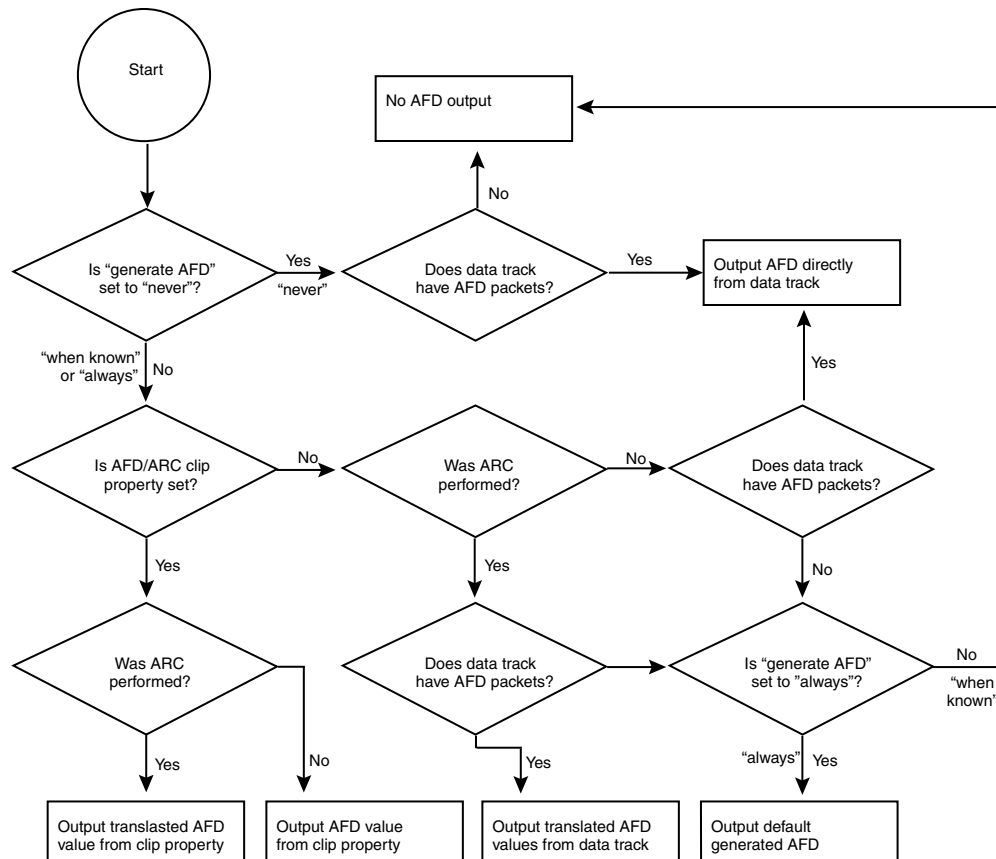 Start
No AFD output
No
Is “generate AFD”
set to “never”?
Yes
“never”
Does data track
have AFD packets?
Yes
Output AFD directly
from data track
“when known”
or “always”
No
Yes
Is AFD/ARC clip
property set?
No
Was ARC
performed?
No
Does data track
have AFD packets?
Yes
Yes
No
Was ARC
performed?
Does data track
have AFD packets?
Is “generate AFD”
set to ”always”?
No
“when
known”
Yes
No
Yes
“always”
Yes
Output translasted AFD
value from clip property
Output AFD value
from clip property
Output translated AFD
values from data track
Output default
generated AFD